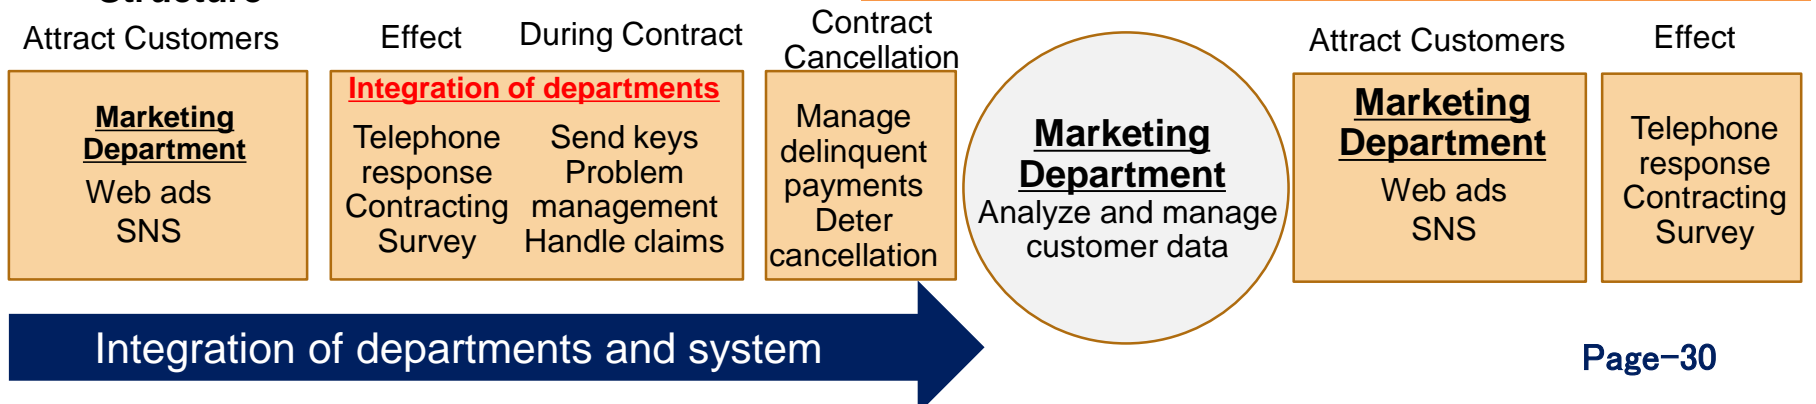 Structure
Attract Customers
Effect
During Contract
Contract
Cancellation
Attract Customers
Effect
Marketing
Department
Web ads
SNS
Integration of departments
Telephone
response
Contracting
Survey
Send keys
Problem
management
Handle claims
Manage
delinquent
payments
Deter
cancellation
Marketing
Department
Analyze and manage
customer data
Marketing
Department
Web ads
SNS
Telephone
response
Contracting
Survey
Integration of departments and system
Page-30